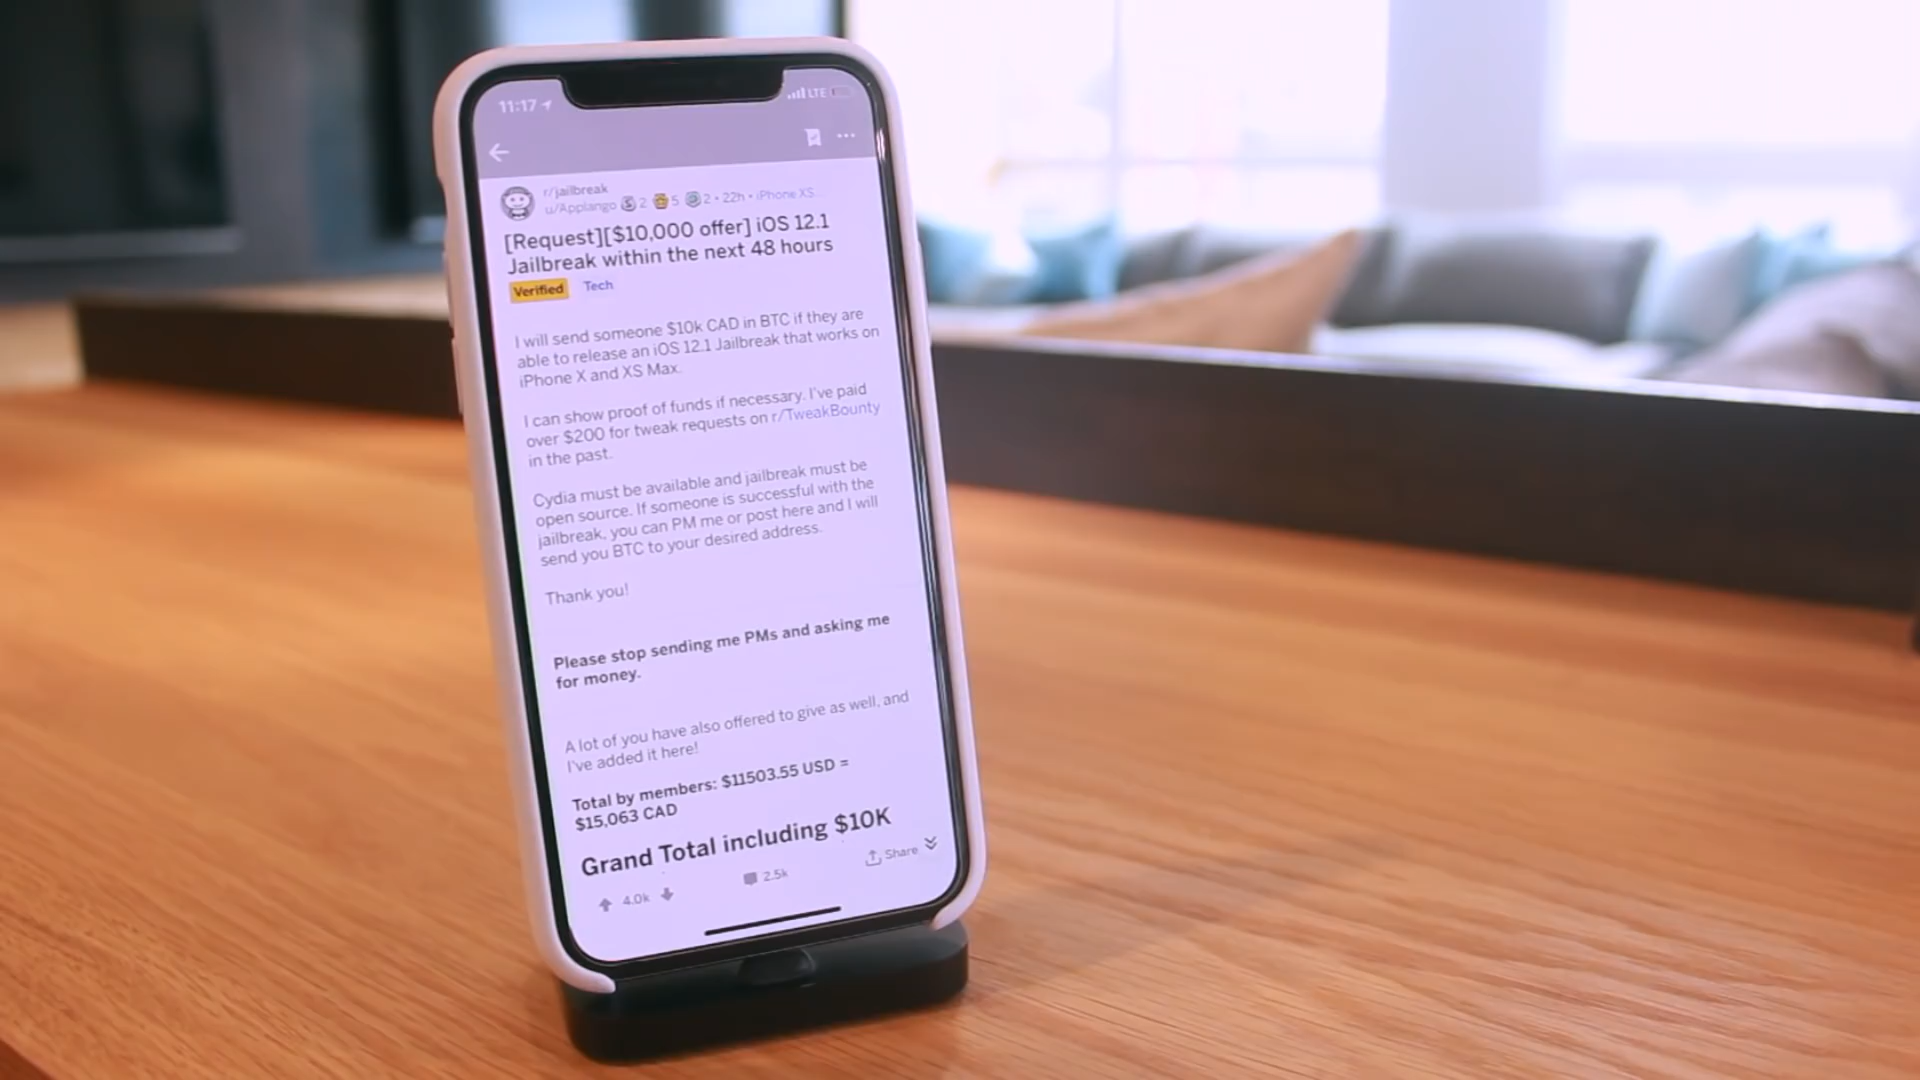 11:17
LTE
r/jailbreak
u/Applango 2 5 2 • 22h • iPhone XS...
[Request][$10,000 offer] iOS 12.1
Jailbreak within the next 48 hours
Verified Tech
I will send someone $10k CAD in BTC if they are
able to release an iOS 12.1 Jailbreak that works on
iPhone X and XS Max.
I can show proof of funds if necessary. I've paid
over $200 for tweak requests on r/TweakBounty
in the past.
Cydia must be available and jailbreak must be
open source. If someone is successful with the
jailbreak, you can PM me or post here and I will
send you BTC to your desired address.
Thank you!
Please stop sending me PMs and asking me
for money.
A lot of you have also offered to give as well, and
I've added it here!
Total by members: $11503.55 USD =
$15,063 CAD
Grand Total including $10K
4.0k 2.5k Share